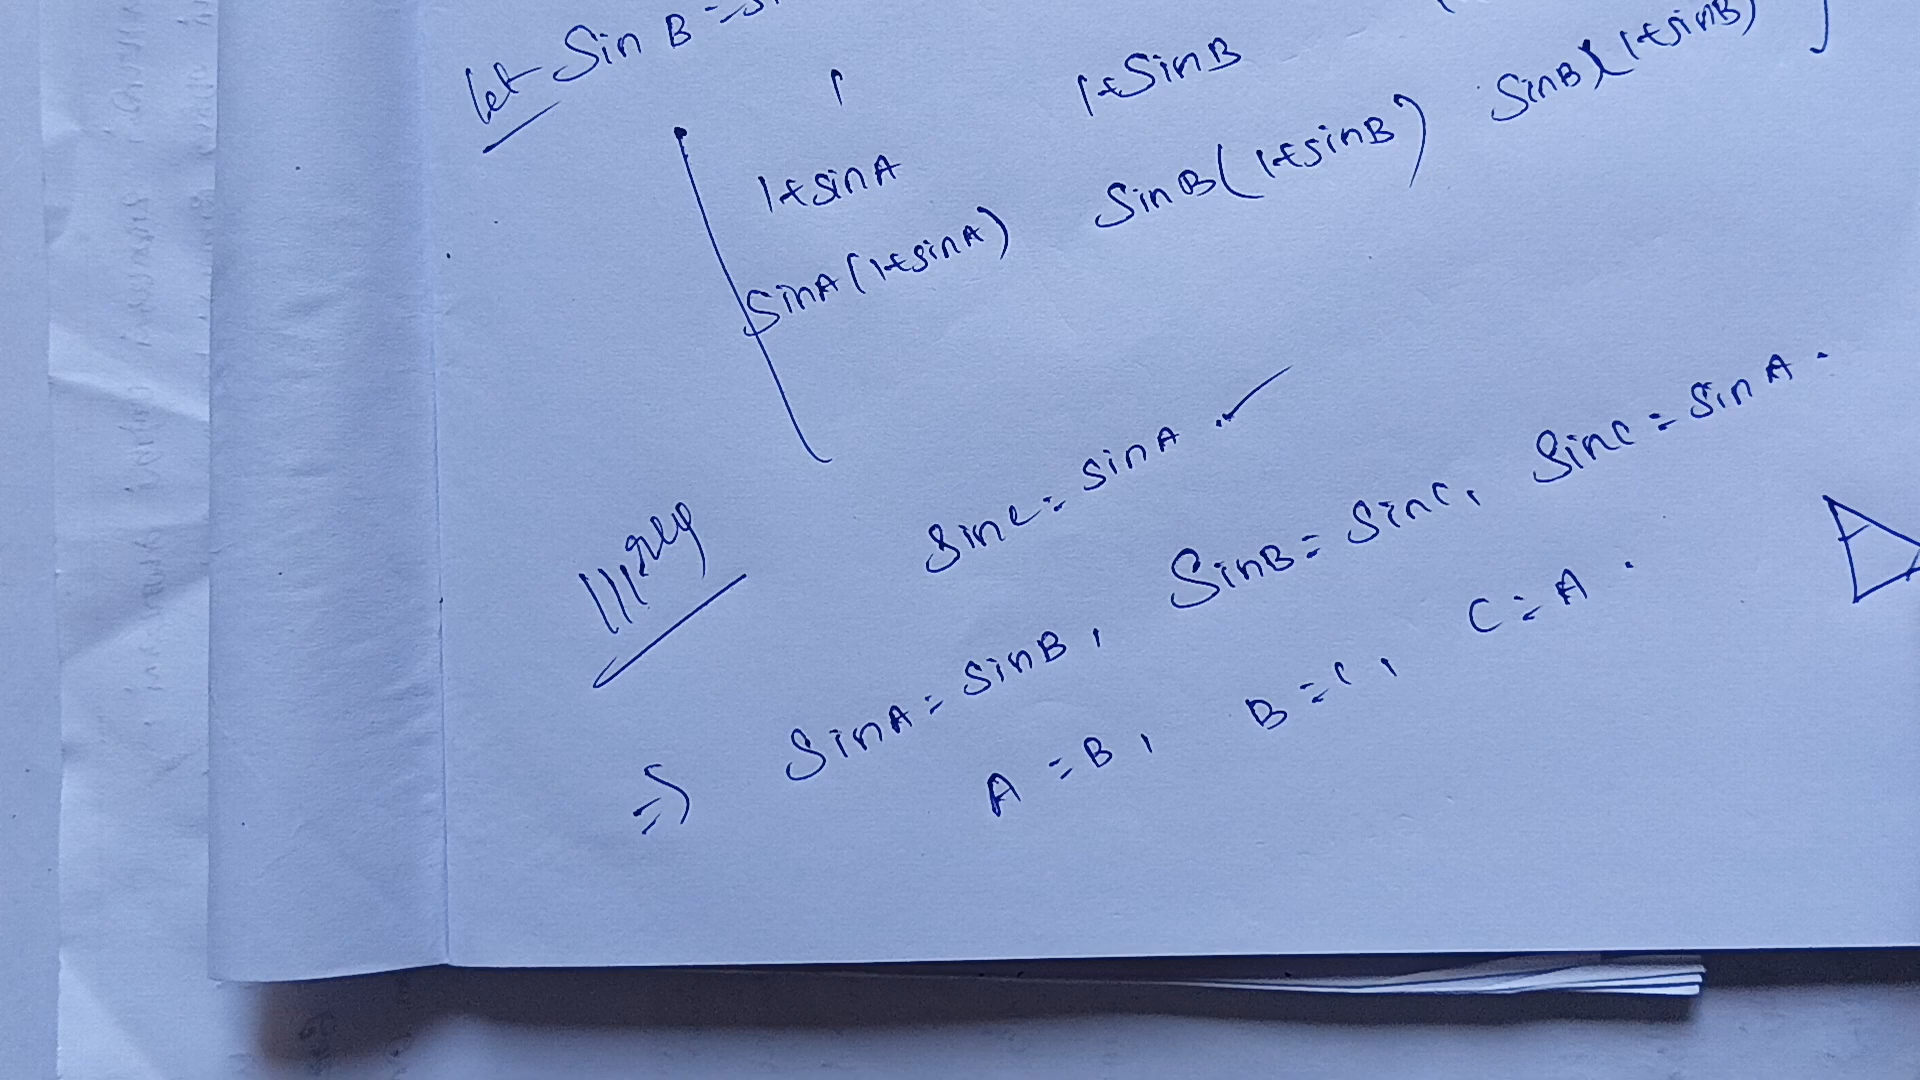 let Sin B =
1
1+sinA 1+SinB
SinA(1+sinA) SinB(1+sinB) SinB(1+sinB)
|||rly Sinc = sinA .
=> SinA = SinB, SinB = Sinc, Sinc = SinA .
A = B, B = C, C = A .